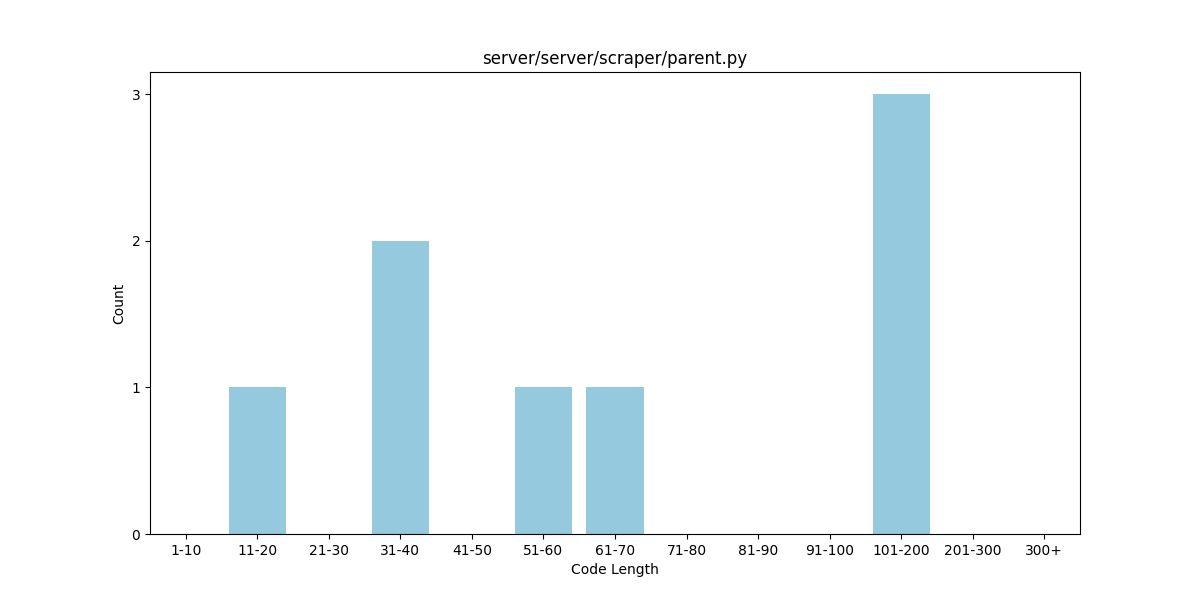 server/server/scraper/parent.py
3
2
1
0
Count
1-10 11-20 21-30 31-40 41-50 51-60 61-70 71-80 81-90 91-100 101-200 201-300 300+
Code Length